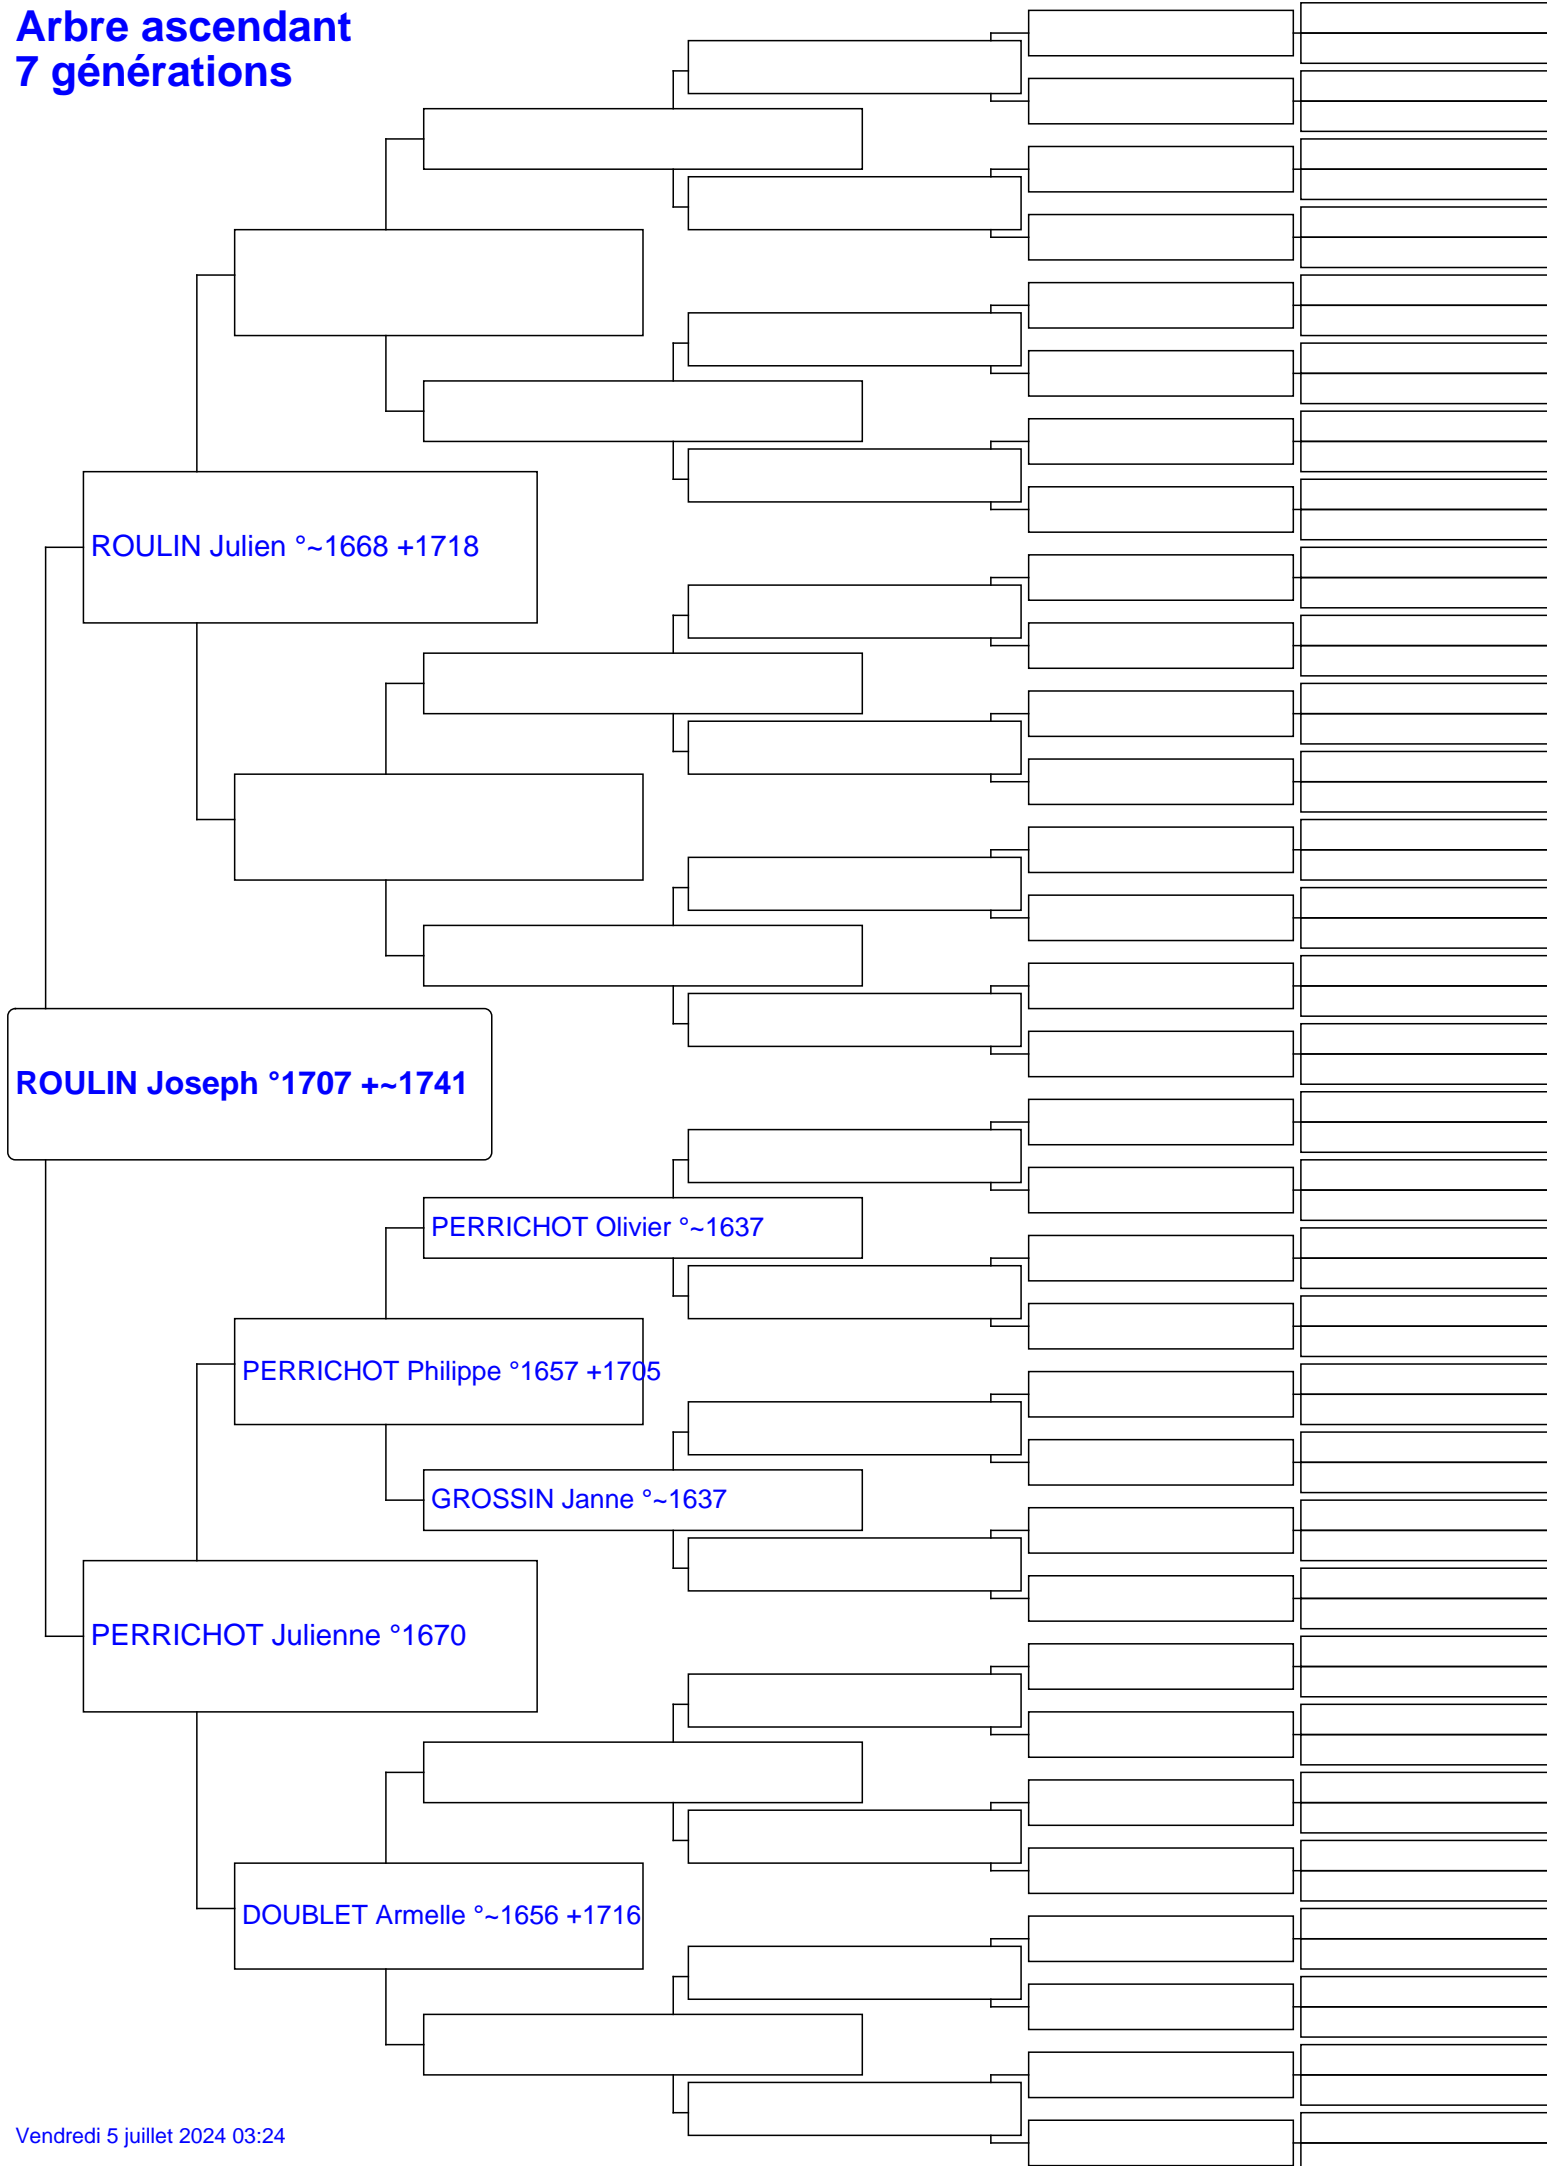 Arbre ascendant
7 générations
ROULIN Julien °~1668 +1718
ROULIN Joseph °1707 +~1741
PERRICHOT Olivier °~1637
PERRICHOT Philippe °1657 +1705
GROSSIN Janne °~1637
PERRICHOT Julienne °1670
DOUBLET Armelle °~1656 +1716
Vendredi 5 juillet 2024 03:24